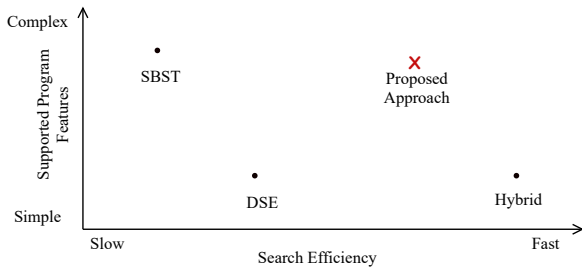 Complex
Supported Program
Features
SBST
Proposed
Approach
DSE
Hybrid
Simple
Slow
Fast
Search Efficiency